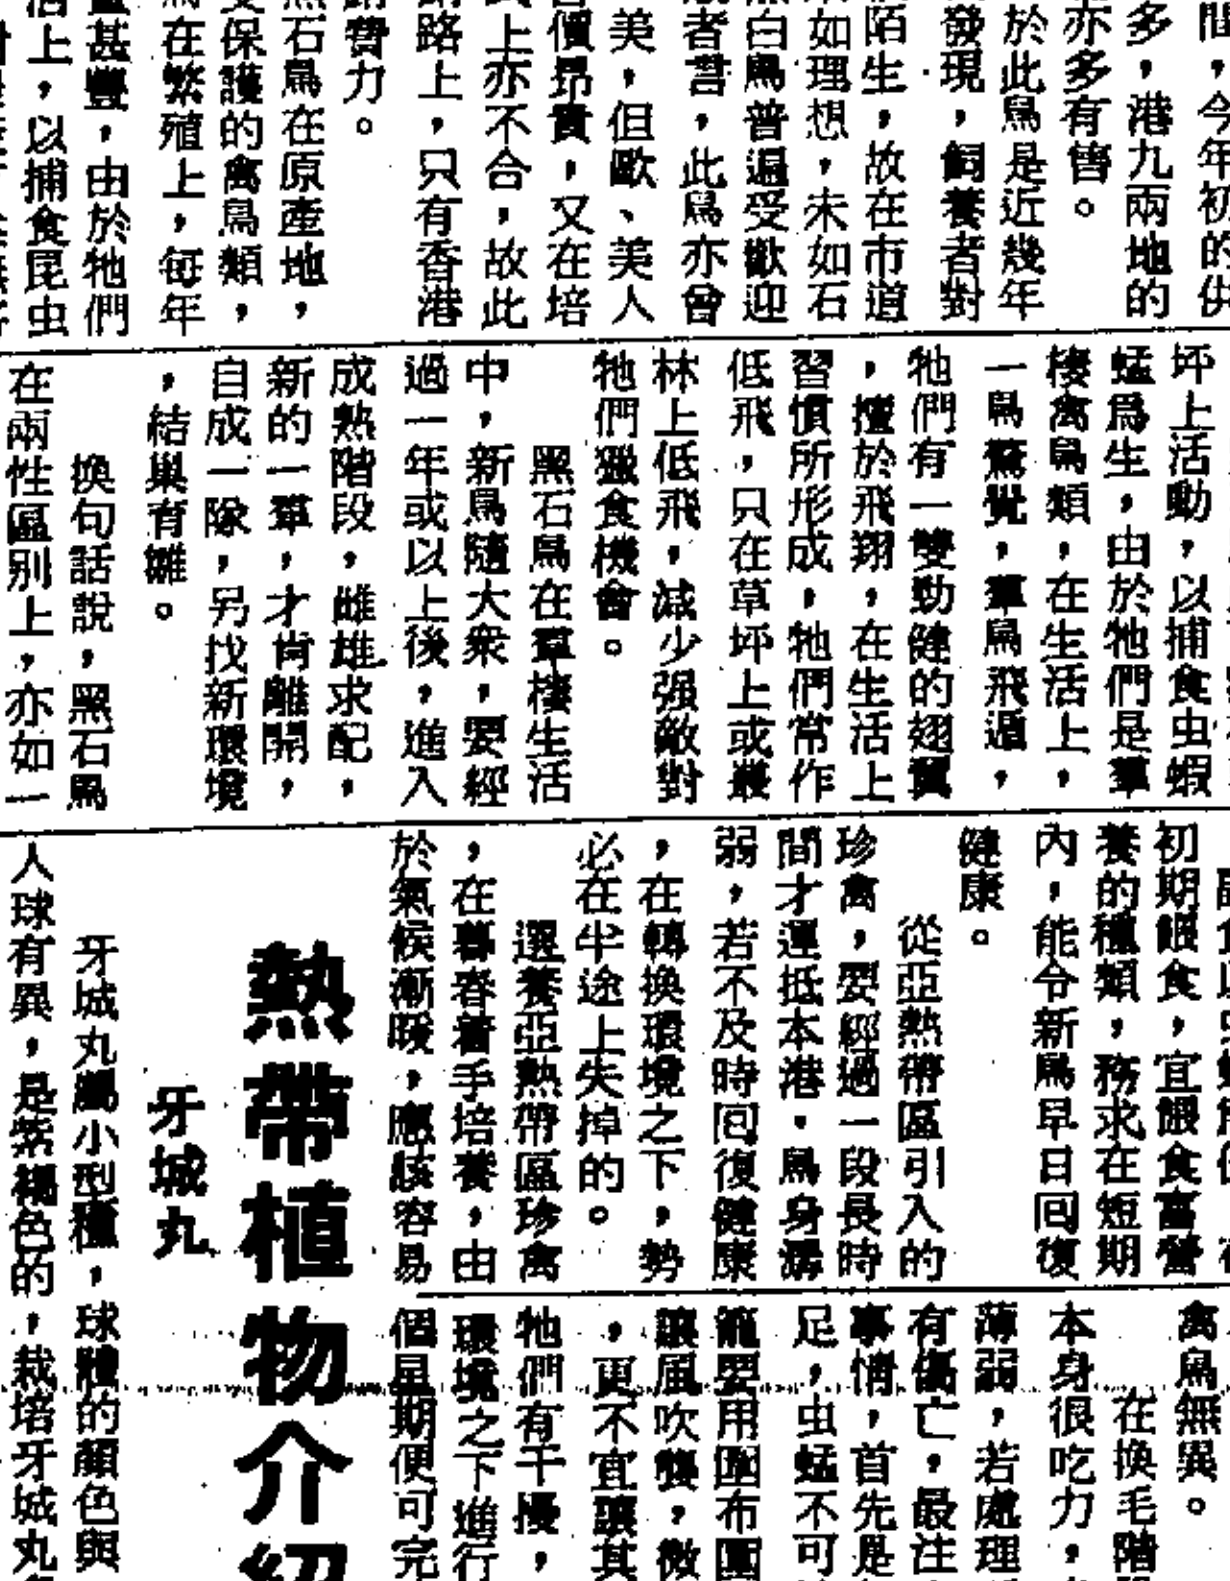 間，今年初的供
多，港九兩地的
亦多有售。
於此鳥是近幾年
發現，飼養者對
陌生，故在市道
如理想，未如石
黑白鳥普遍受歡迎
者言，此鳥亦曾
美，但歐、美人
價昂貴，又在培
上亦不合，故此
路上，只有香港
費力。
黑石鳥在原產地，
受保護的禽鳥類，
在繁殖上，每年
甚豐，由於牠們
上，以捕食昆虫
坪上活動，以捕食虫蝦
蜢為生，由於牠們是羣
棲禽鳥類，在生活上，
一鳥驚覺，羣鳥飛遁，
牠們有一雙勁健的翅翼
，擅於飛翔，在生活上
習慣所形成，牠們常作
低飛，只在草坪上或叢
林上低飛，減少强敵對
牠們獵食機會。
黑石鳥在羣棲生活
中，新鳥隨大衆，要經
過一年或以上後，進入
成熟階段，雌雄求配，
新的一羣，才肯離開，
自成一隊，另找新環境
，結巢育雛。
換句話說，黑石鳥
在兩性區别上，亦如一
初期餵食，宜餵食富營
養的種類，務求在短期
內，能令新鳥早日回復
健康。
從亞熱帶區引入的
珍禽，要經過一段長時
間才運抵本港，鳥身孱
弱，若不及時回復健康
，在轉換環境之下，勢
必在半途上失掉的。
選養亞熱帶區珍禽
，在暮春着手培養，由
於氣候漸暖，應該容易
禽鳥無異。
在換毛階
本身很吃力，
薄弱，若處理
有傷亡，最注
事情，首先是
足，虫蜢不可
籠要用圍布圍
讓風吹襲，微
，更不宜讓其
牠們有干擾，
環境之下進行
個星期便可完
熱帶植物介紹
牙城丸
牙城丸屬小型種，球體的顏色與
人球有異，是紫褐色的，栽培牙城丸